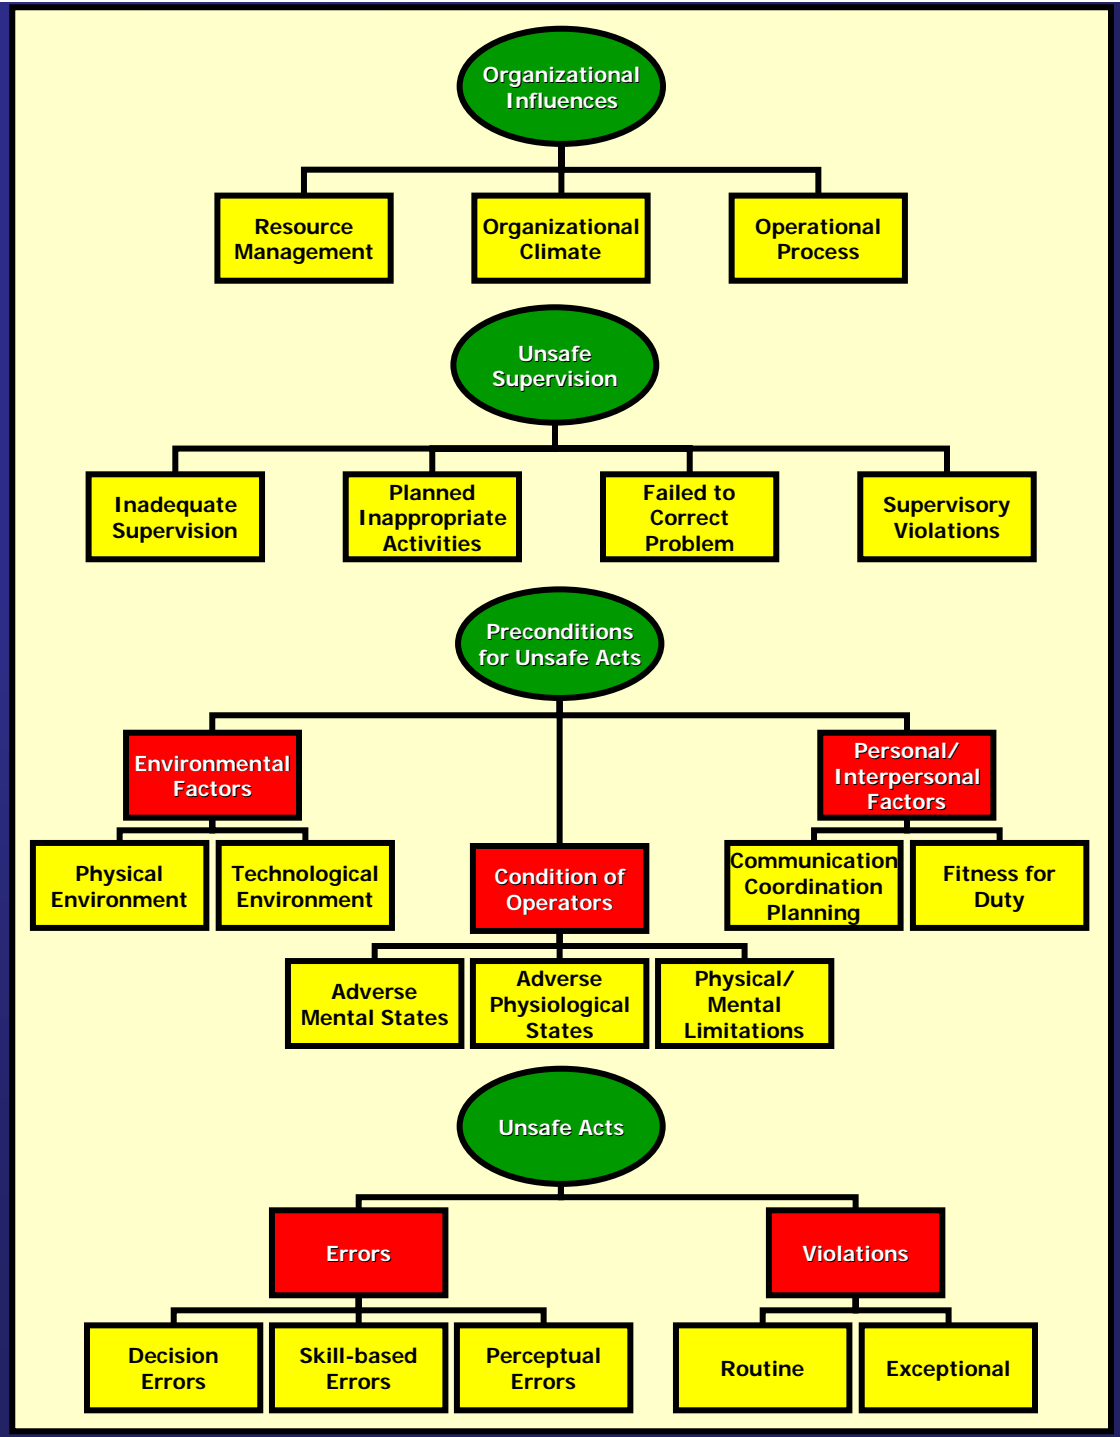 Organizational
Influences
Resource
Management
Organizational
Climate
Operational
Process
Unsafe
Supervision
Inadequate
Supervision
Planned
Inappropriate
Activities
Failed to
Correct
Problem
Supervisory
Violations
Preconditions
for Unsafe Acts
Environmental
Factors
Personal/
Interpersonal
Factors
Physical
Environment
Technological
Environment
Condition of
Operators
Communication
Coordination
Planning
Fitness for
Duty
Adverse
Mental States
Adverse
Physiological
States
Physical/
Mental
Limitations
Unsafe Acts
Errors
Violations
Decision
Errors
Skill-based
Errors
Perceptual
Errors
Routine
Exceptional